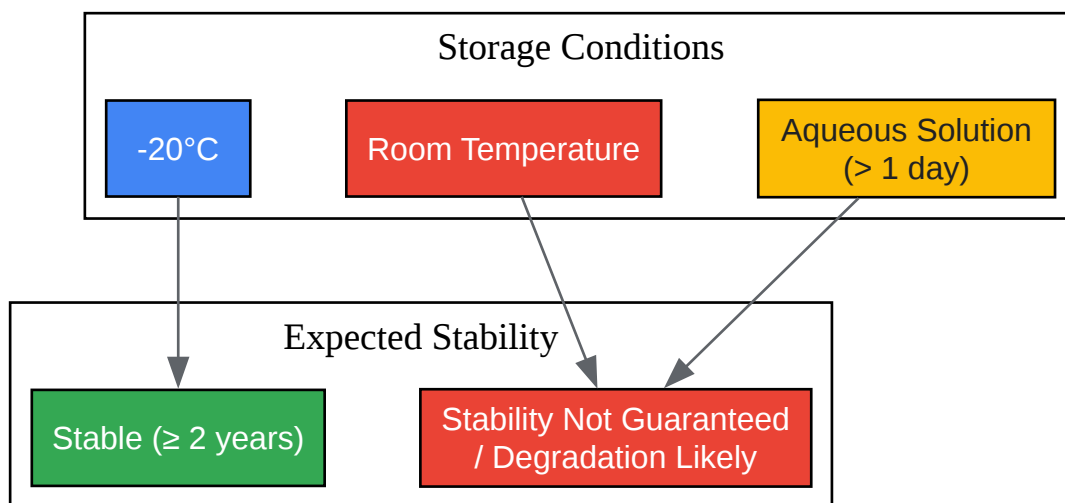 Storage Conditions
-20°C
Room Temperature
Aqueous Solution
(> 1 day)
Expected Stability
Stable (≥ 2 years)
Stability Not Guaranteed
/ Degradation Likely